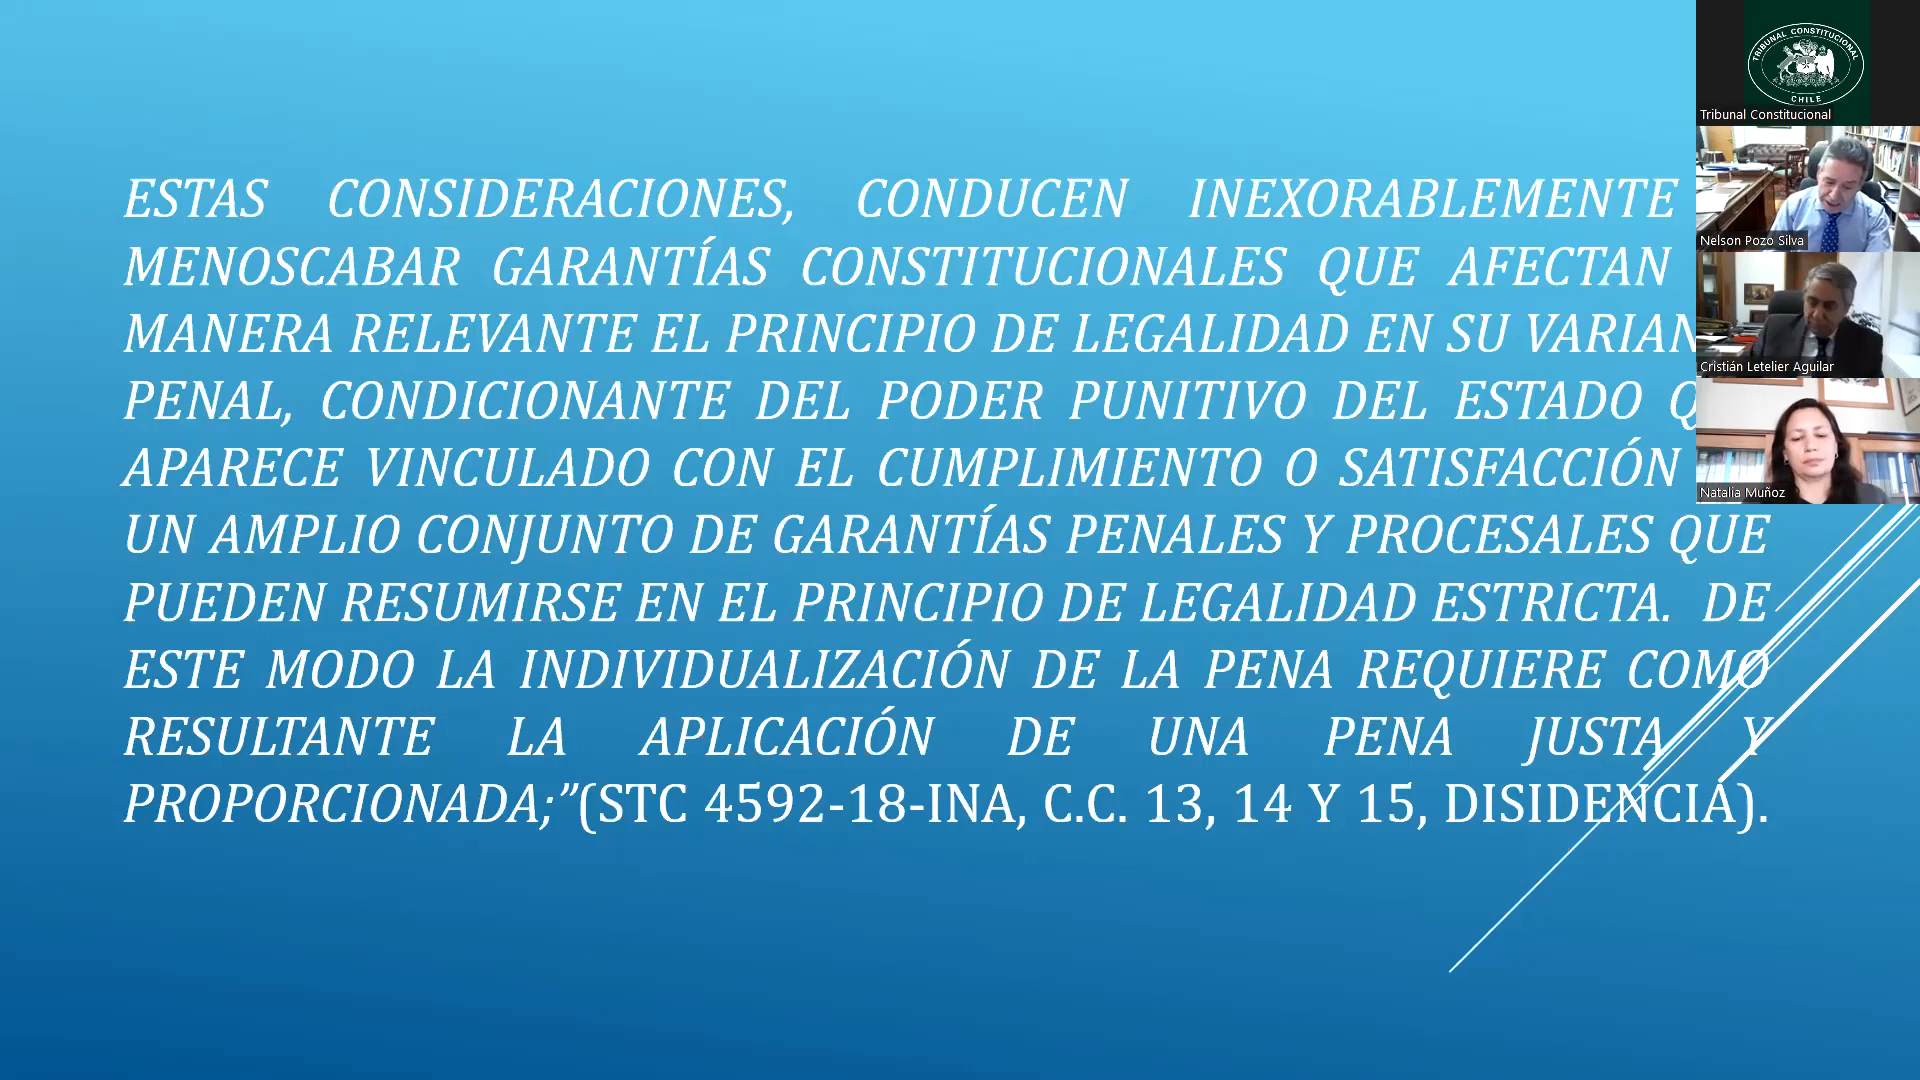 ESTAS CONSIDERACIONES, CONDUCEN INEXORABLEMENTE
MENOSCABAR GARANTÍAS CONSTITUCIONALES QUE AFECTAN
MANERA RELEVANTE EL PRINCIPIO DE LEGALIDAD EN SU
PENAL, CONDICIONANTE DEL PODER PUNITIVO DEL ESTADO
APARECE VINCULADO CON EL CUMPLIMIENTO O SATISFACCIÓN
UN AMPLIO CONJUNTO DE GARANTÍAS PENALES Y PROCESALES QUE
PUEDEN RESUMIRSE EN EL PRINCIPIO DE LEGALIDAD ESTRICTA. DE
ESTE MODO LA INDIVIDUALIZACIÓN DE LA PENA REQUIERE COMO
RESULTANTE LA APLICACIÓN DE UNA PENA JUSTA Y
PROPORCIONADA;”(STC 4592-18-INA, C.C. 13, 14 Y 15, DISIDENCIA).
TRIBUNAL CONSTITUCIONAL
CHILE
Tribunal Constitucional
Nelson Pozo Silva
Cristián Letelier Aguilar
Natalia Muñoz